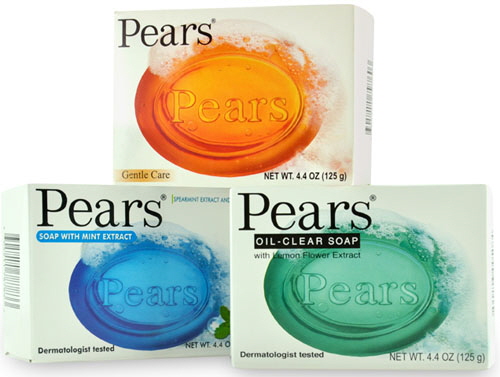 Pears®
Pears
Gentle Care
NET WT. 4.4 OZ (125 g)
Pears®
SPEARMINT EXTRACT AND
SOAP WITH MINT EXTRACT
Pears
Dermatologist tested
NET WT. 4.4
Pears®
OIL-CLEAR SOAP
with Lemon Flower Extract
Pears
Dermatologist tested
NET WT. 4.4 OZ (125 g)